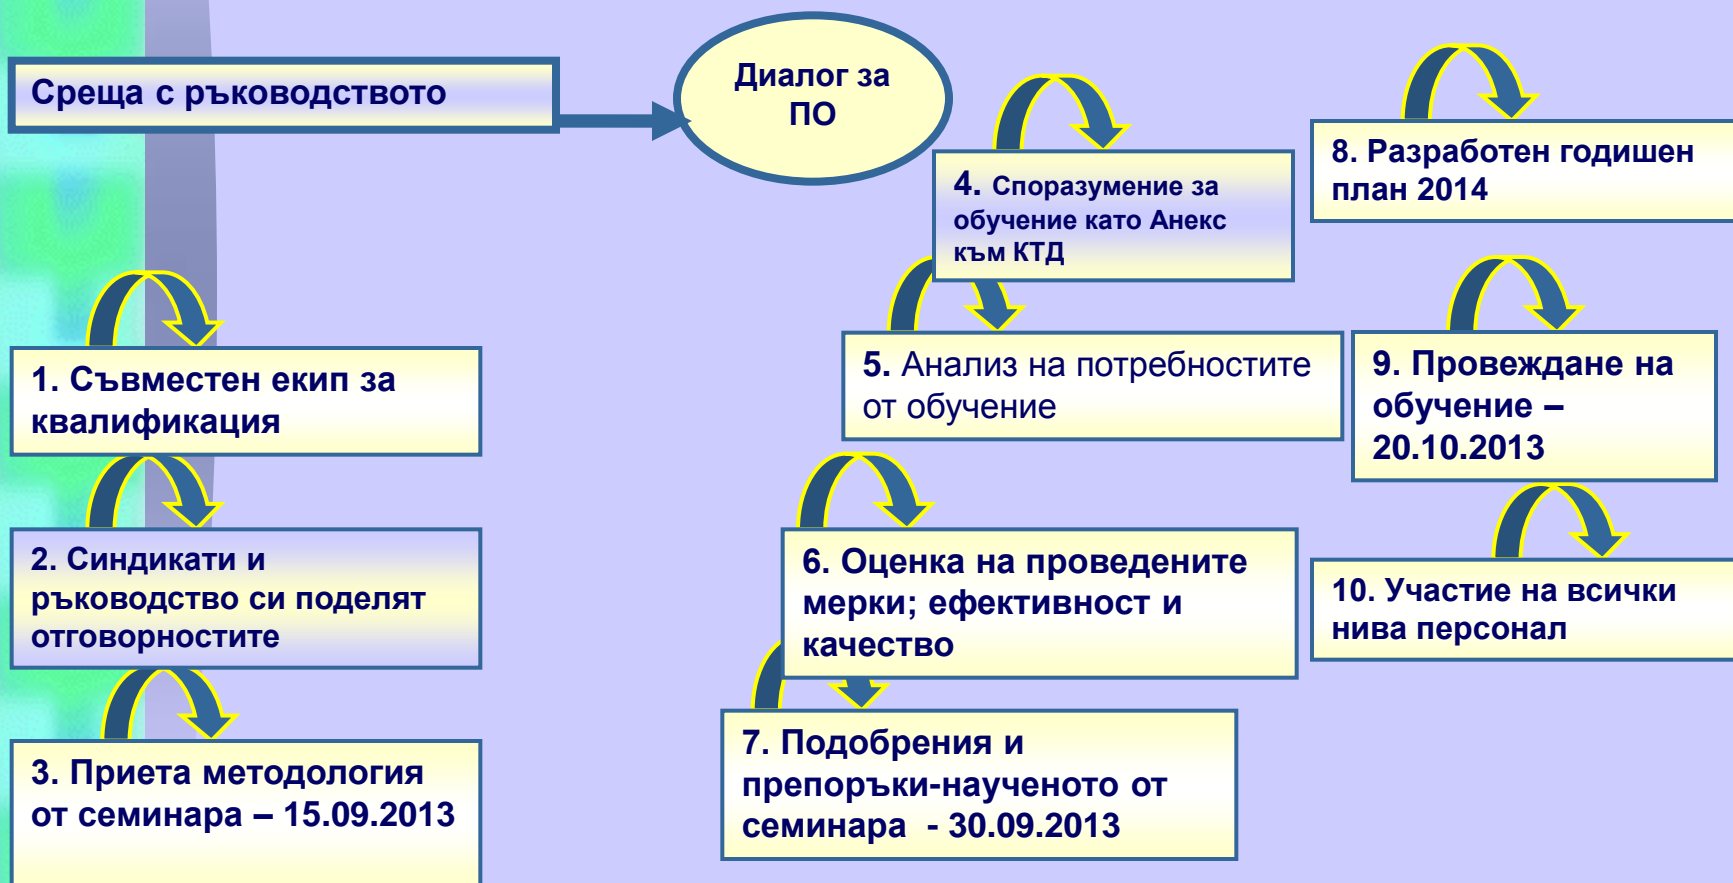 Среща с ръководството
Диалог за
ПО
1. Съвместен екип за
квалификация
2. Синдикати и
ръководство си поделят
отговорностите
3. Приета методология
от семинара – 15.09.2013
4. Споразумение за
обучение като Анекс
към КТД
5. Анализ на потребностите
от обучение
6. Оценка на проведените
мерки; ефективност и
качество
7. Подобрения и
препоръки-наученото от
семинара  - 30.09.2013
8. Разработен годишен
план 2014
9. Провеждане на
обучение –
20.10.2013
10. Участие на всички
нива персонал